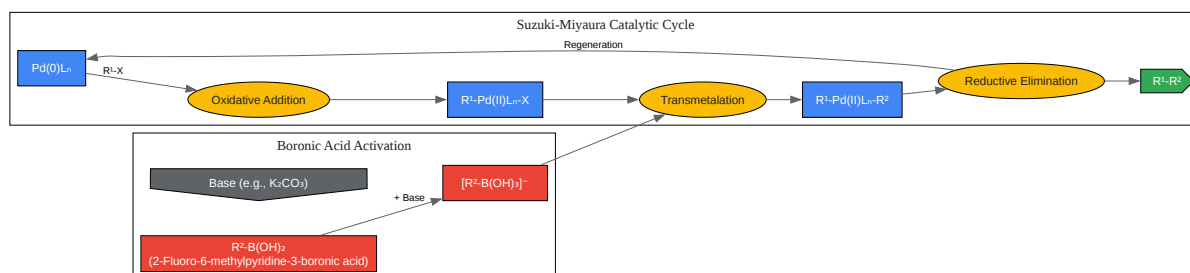 Suzuki-Miyaura Catalytic Cycle
Regeneration
Pd(0)Lₙ
R¹-X
Oxidative Addition
R¹-Pd(II)Lₙ-X
Transmetalation
R¹-Pd(II)Lₙ-R²
Reductive Elimination
R¹-R²
Boronic Acid Activation
Base (e.g., K₂CO₃)
[R²-B(OH)₃]⁻
+ Base
R²-B(OH)₂
(2-Fluoro-6-methylpyridine-3-boronic acid)